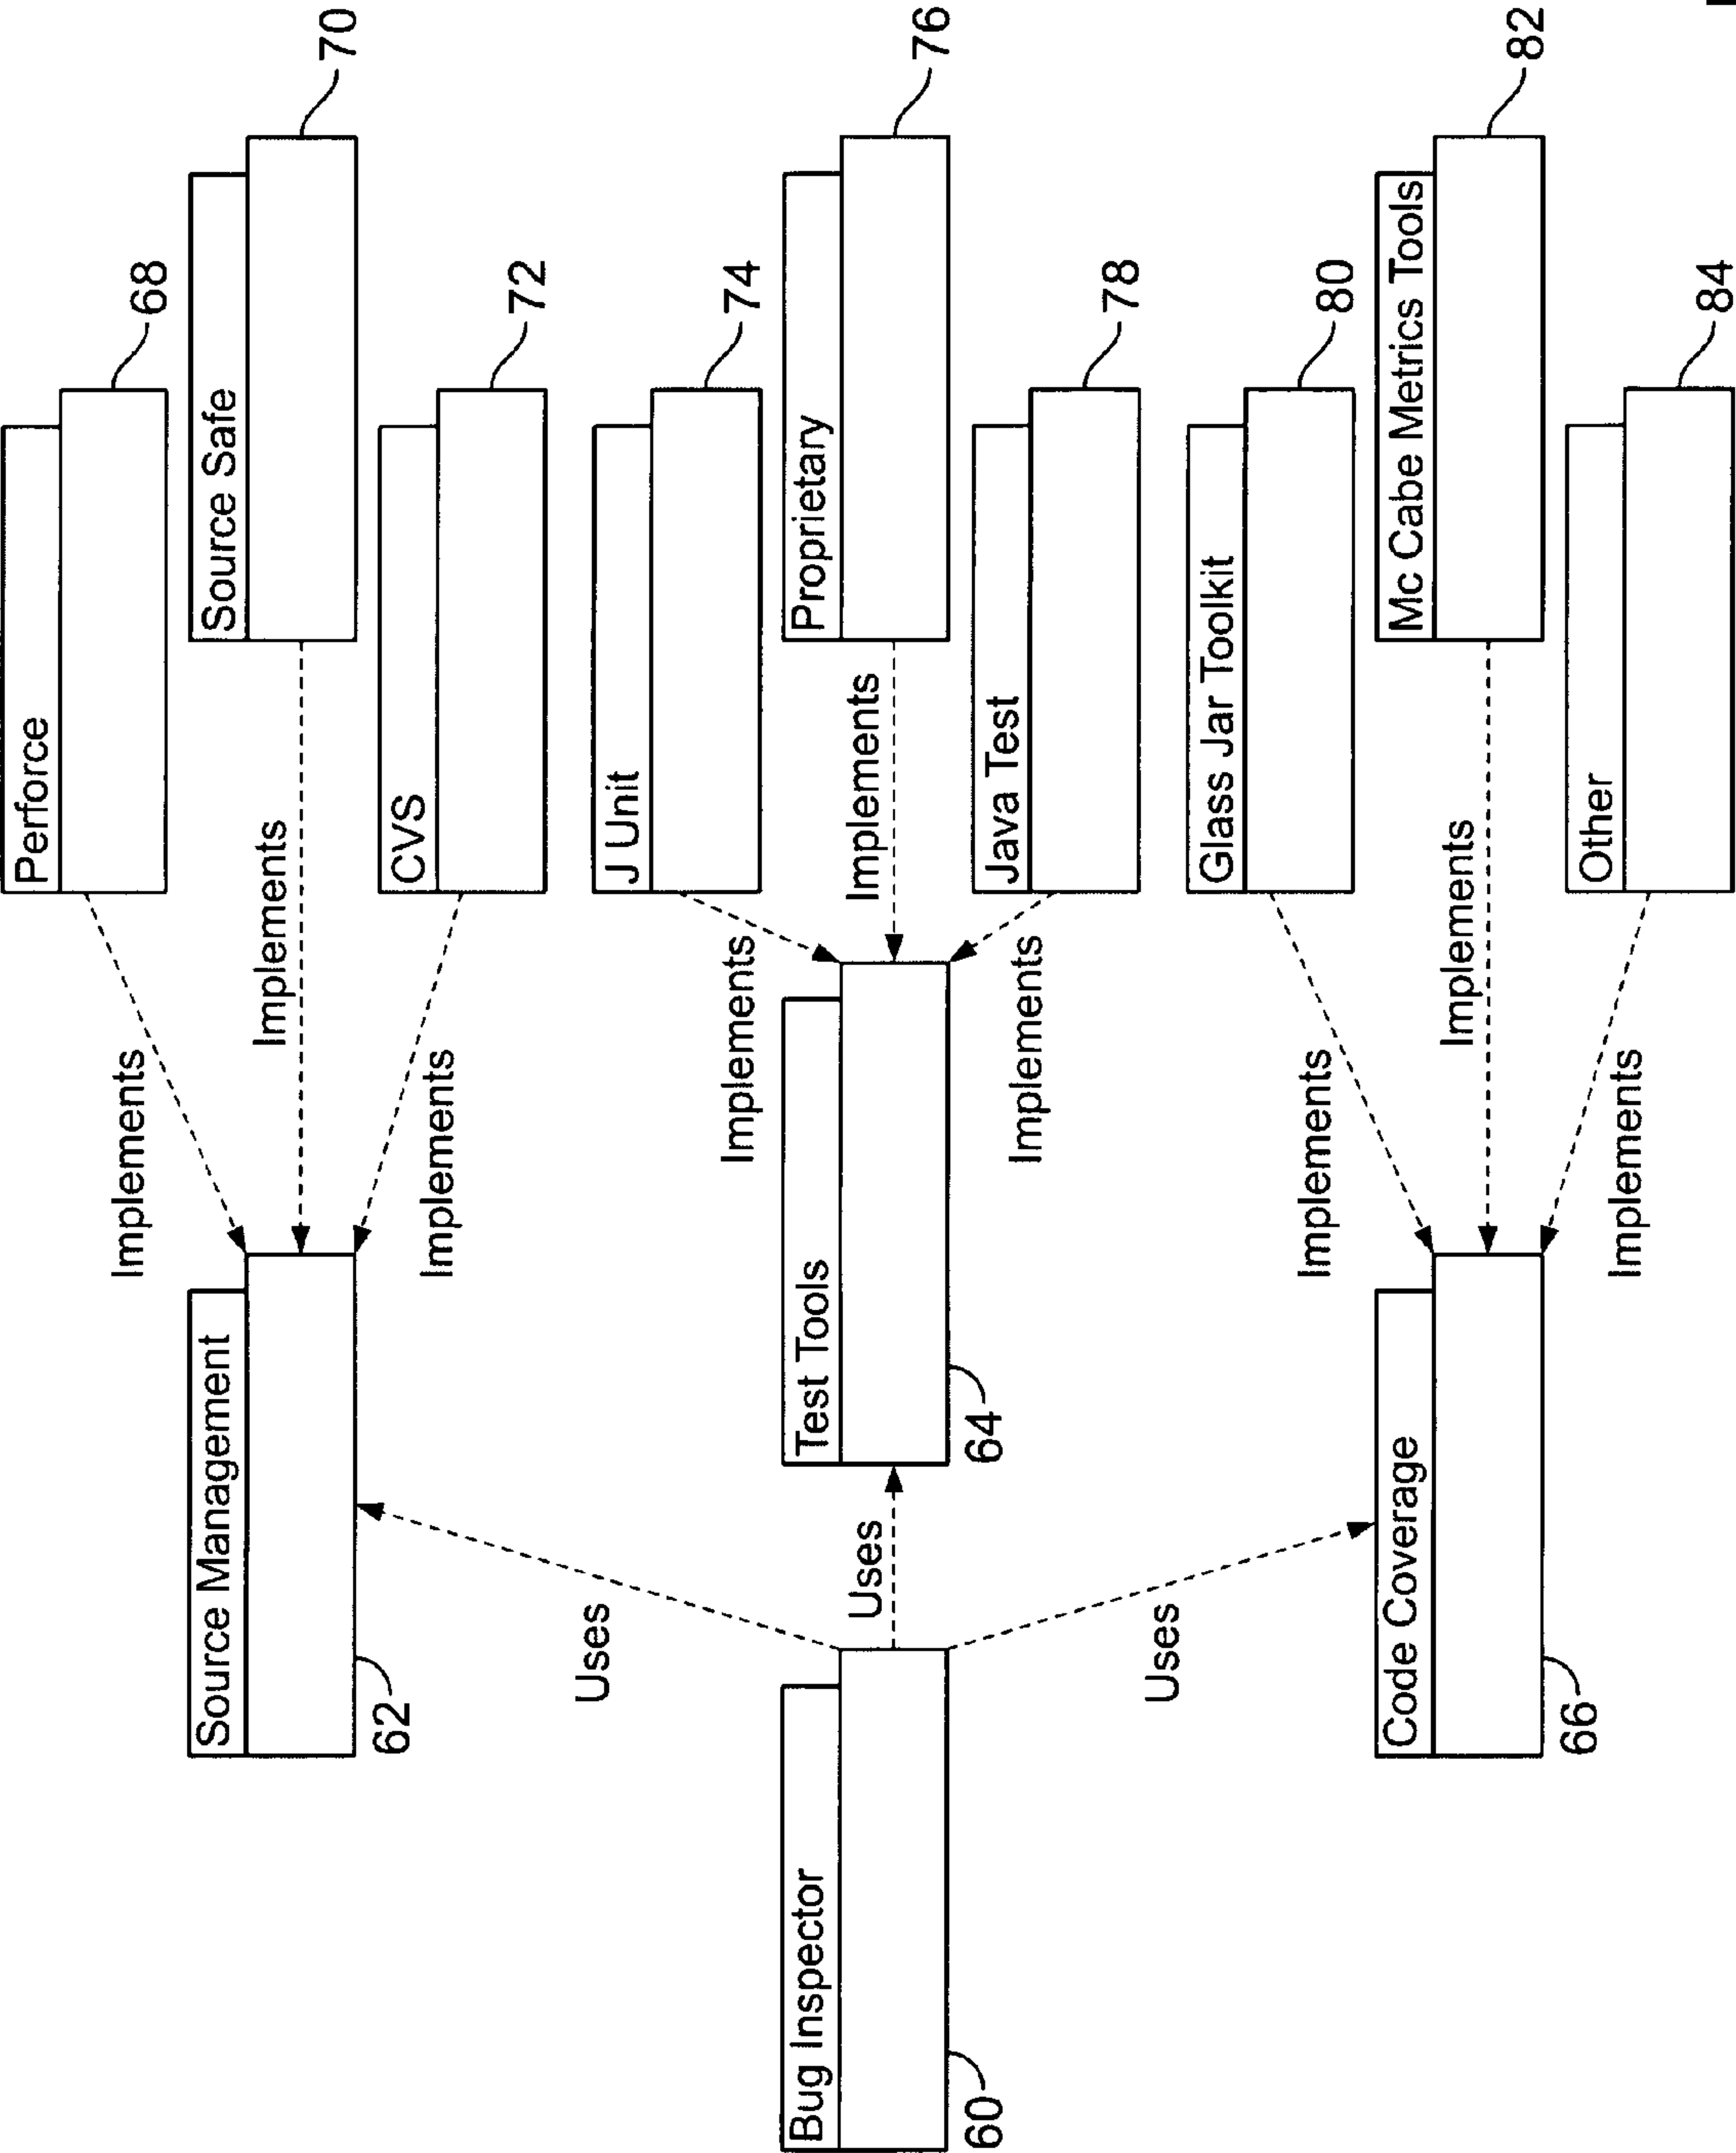 Perforce
Implements
68
Source Management
Source Safe
Implements
70
62
CVS
Implements
72
Uses
J Unit
Implements
74
Bug Inspector
Test Tools
Proprietary
Uses
Implements
76
60
64
Java Test
Implements
78
Uses
Glass Jar Toolkit
Implements
80
Code Coverage
Mc Cabe Metrics Tools
Implements
82
66
Other
Implements
84